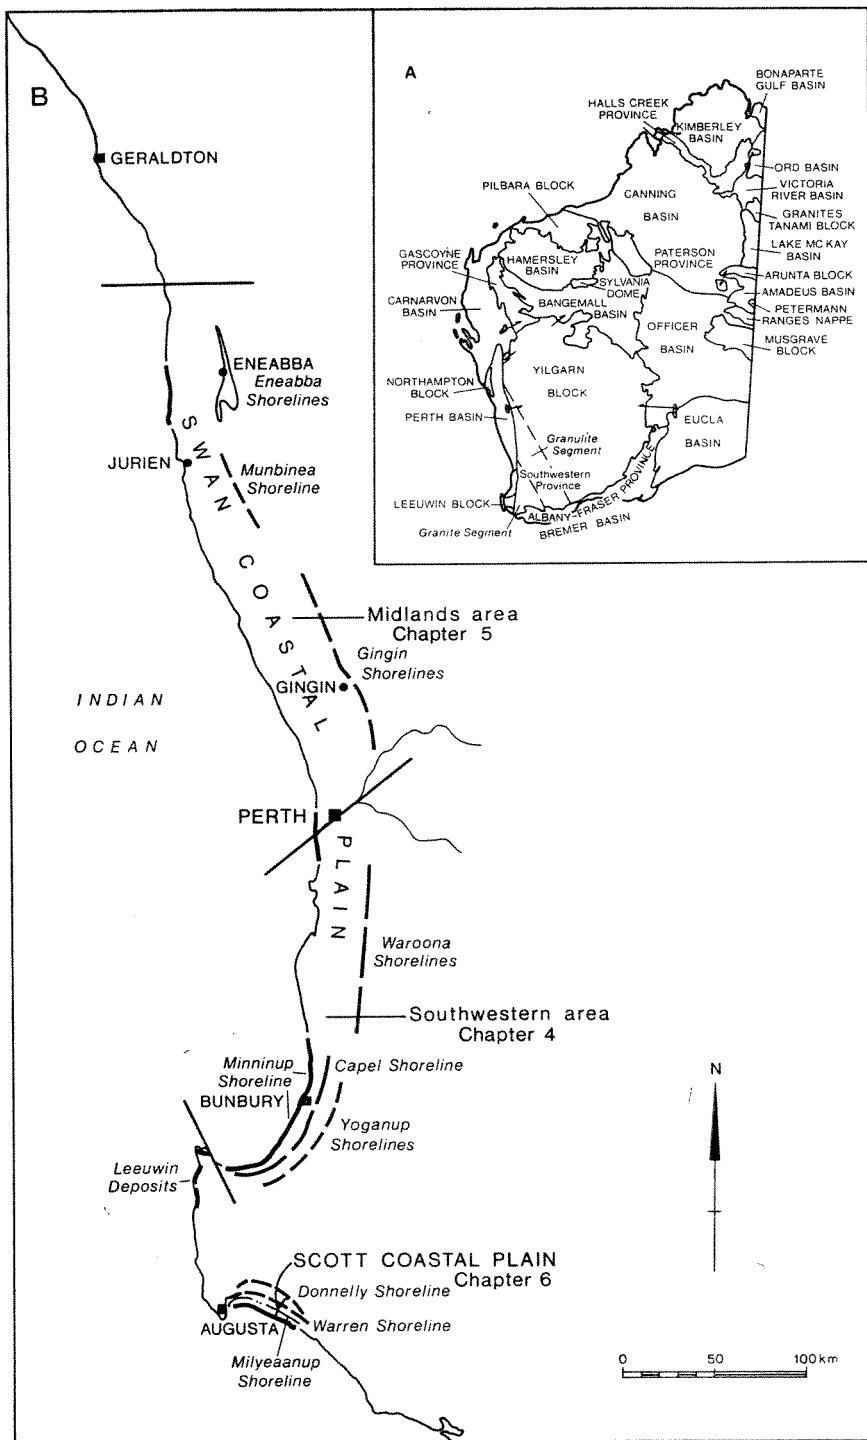 B
GERALDTON
ENEABBA
Eneabba
Shorelines
JURIEN
Munbinea
Shoreline
SWAN COASTAL PLAIN
Midlands area
Chapter 5
Gingin
Shorelines
GINGIN
INDIAN
OCEAN
PERTH
Waroona
Shorelines
Southwestern area
Chapter 4
Minninup
Shoreline
Capel Shoreline
BUNBURY
Yoganup
Shorelines
Leeuwin
Deposits
SCOTT COASTAL PLAIN
Chapter 6
Donnelly Shoreline
AUGUSTA
Warren Shoreline
Milyeaanup
Shoreline
N
0 50 100 km
A
BONAPARTE
GULF BASIN
HALLS CREEK
PROVINCE
KIMBERLEY
BASIN
ORD BASIN
VICTORIA
RIVER BASIN
PILBARA BLOCK
CANNING
BASIN
GRANITES
TANAMI BLOCK
LAKE MC KAY
BASIN
GASCOYNE
PROVINCE
HAMERSLEY
BASIN
PATERSON
PROVINCE
ARUNTA BLOCK
SYLVANIA
DOME
AMADEUS BASIN
CARNARVON
BASIN
BANGEMALL
BASIN
PETERMANN
RANGES NAPPE
OFFICER
BASIN
MUSGRAVE
BLOCK
NORTHAMPTON
BLOCK
YILGARN
BLOCK
PERTH BASIN
EUCLA
BASIN
Granulite
Segment
Southwestern
Province
LEEUWIN BLOCK
ALBANY-FRASER PROVINCE
Granite Segment
BREMER BASIN